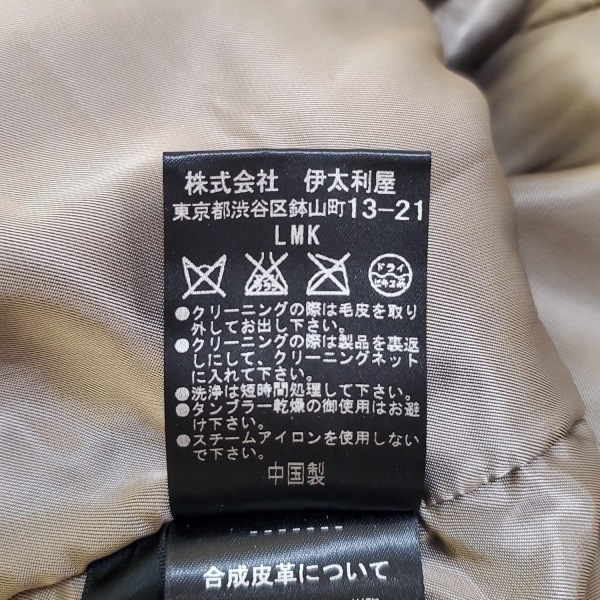 株式会社　伊太利屋
東京都渋谷区鉢山町13-21
LMK
エンソサラシ
ドライ
セキユ系
●クリーニングの際は毛皮を取り
外してお出し下さい。
●クリーニングの際は製品を裏返
しにして、クリーニングネット
に入れて下さい。
●洗浄は短時間処理して下さい。
●タンブラー乾燥の御使用はお避
け下さい。
●スチームアイロンを使用しない
で下さい。
中国製
合成皮革について